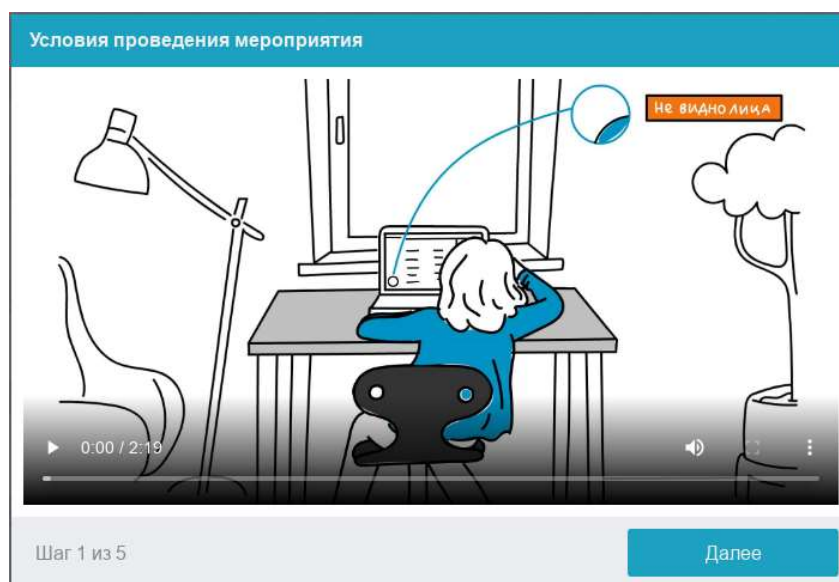 Условия проведения мероприятия
Не видно лица
0:00 / 2:19
Шаг 1 из 5
Далее